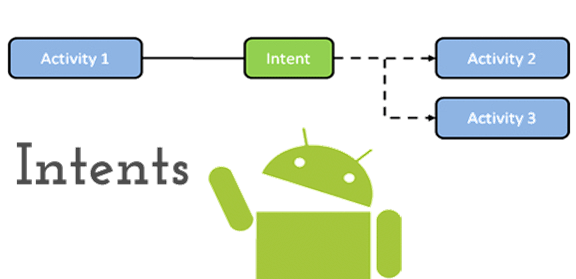 Activity 1
Intent
Activity 2
Activity 3
Intents